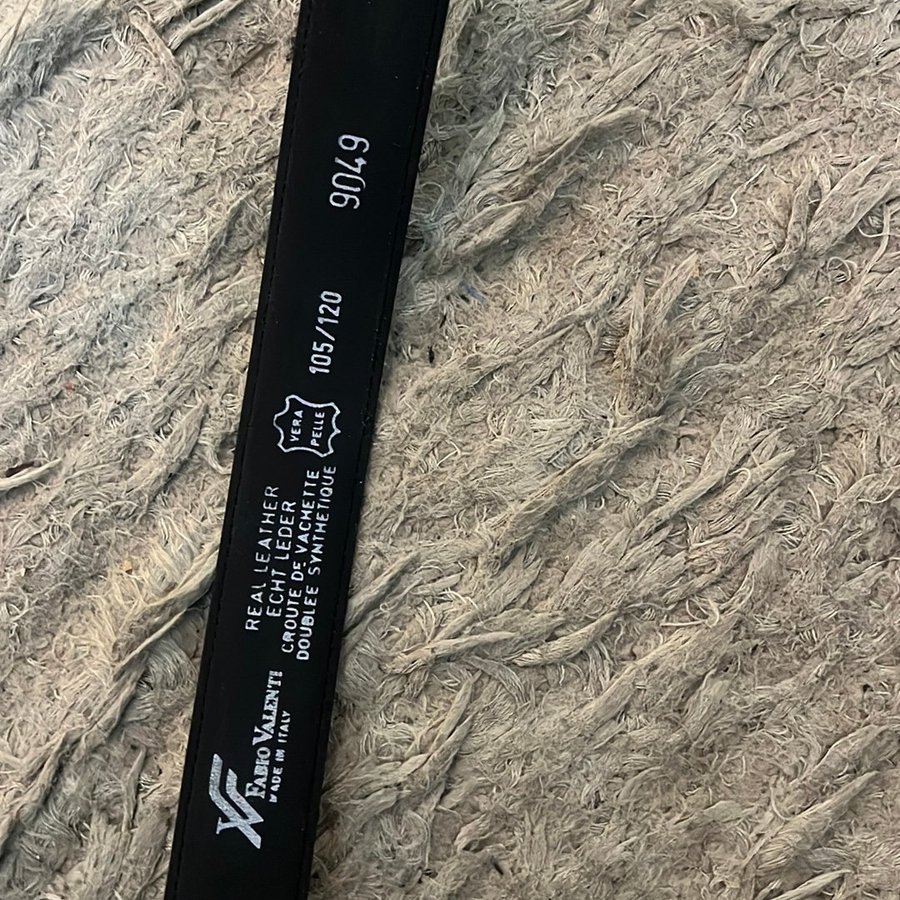 FABIO VALENTI
MADE IN ITALY
REAL LEATHER
ECHT LEDER
CROUTE DE VACHETTE
DOUBLEE SYNTHETIQUE
VERA
PELLE
105/120
9049